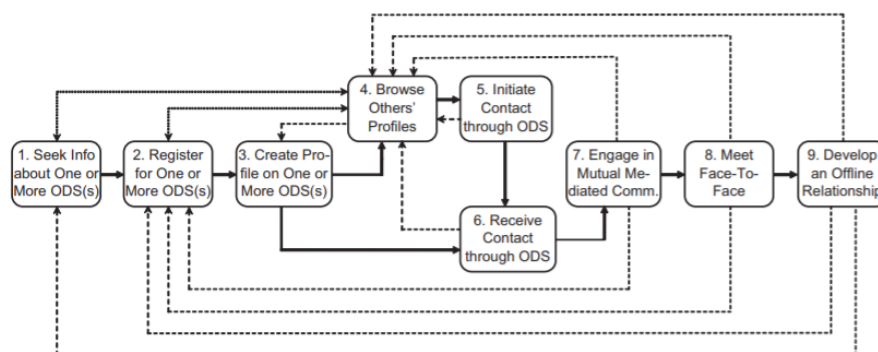 1. Seek Info
about One or
More ODS(s)
2. Register
for One or
More ODS(s)
3. Create Pro-
file on One or
More ODS(s)
4. Browse
Others'
Profiles
5. Initiate
Contact
through ODS
6. Receive
Contact
through ODS
7. Engage in
Mutual Me-
diated Comm.
8. Meet
Face-To-
Face
9. Develop
an Offline
Relationship